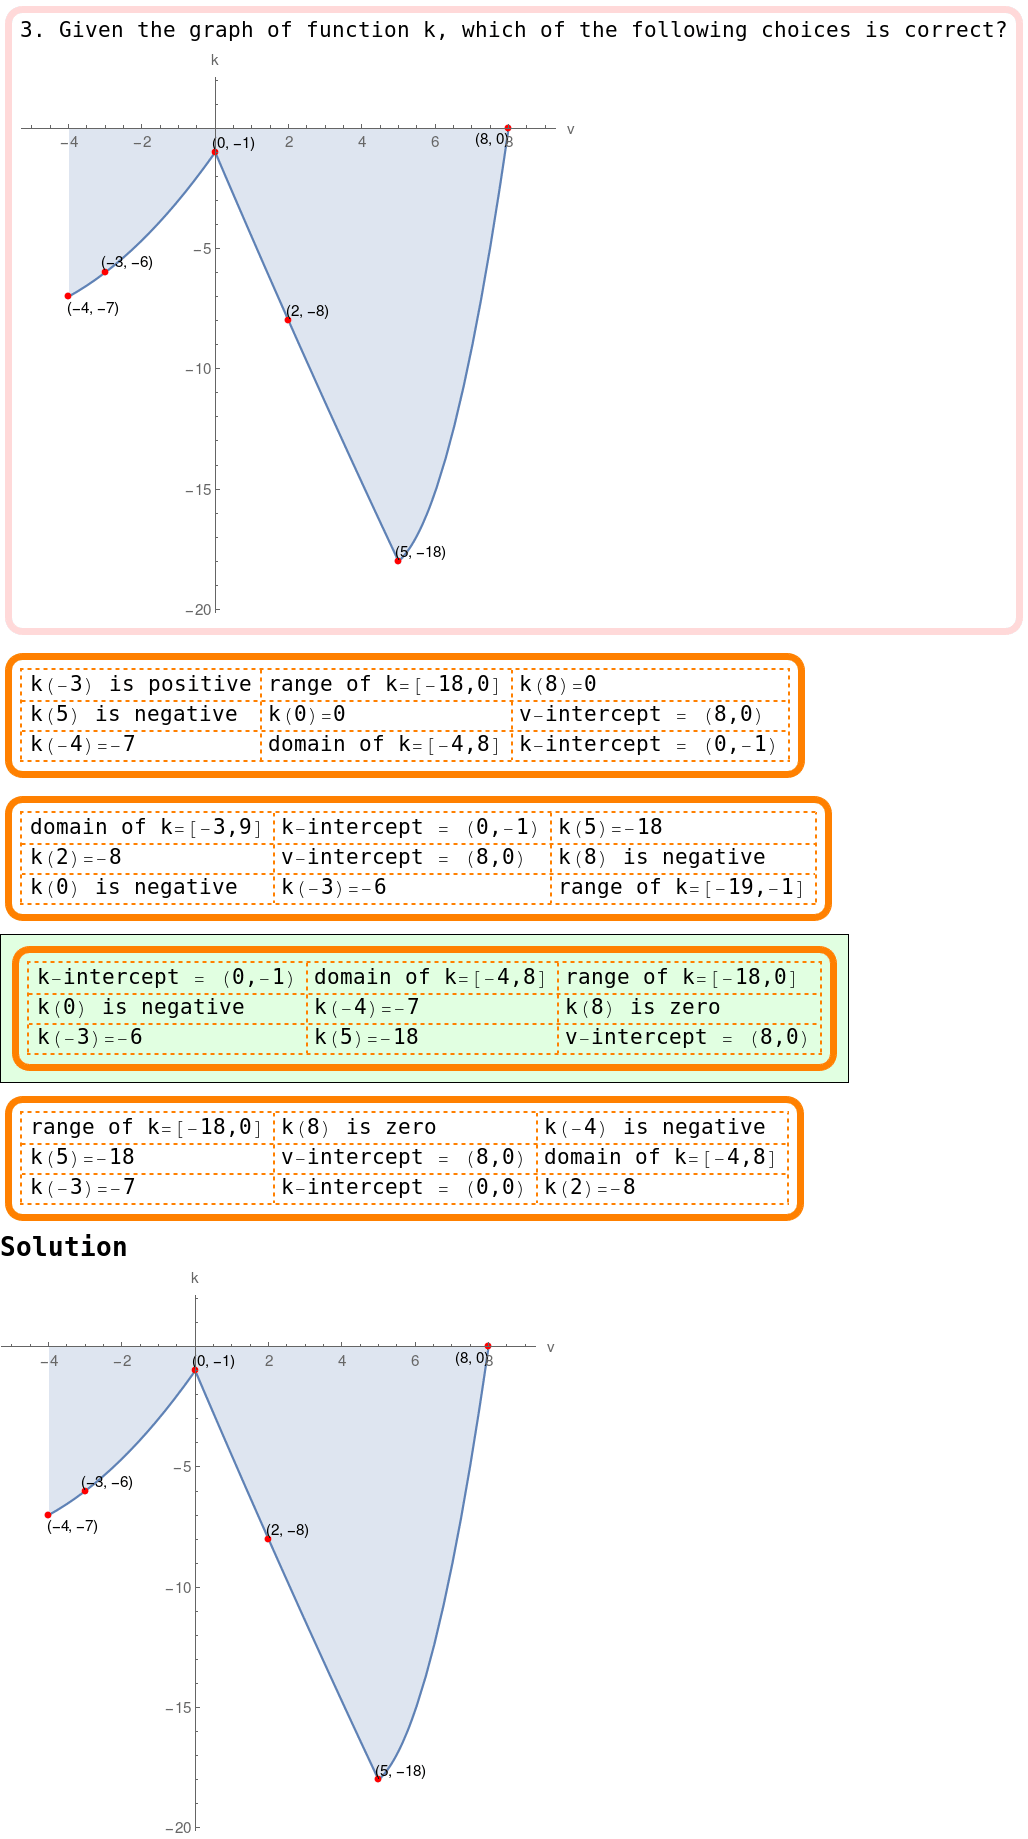 3. Given the graph of function k, which of the following choices is correct?
k
v
−4 −2 2 6 8
(0, −1)
(8, 0)
−5
(−3, −6)
(−4, −7)
(2, −8)
−10
−15
(5, −18)
−20
k(−3) is positive range of k=[−18,0] k(8)=0
k(5) is negative k(0)=0 v−intercept = (8,0)
k(−4)=−7 domain of k=[−4,8] k−intercept = (0,−1)
domain of k=[−3,9] k−intercept = (0,−1) k(5)=−18
k(2)=−8 v−intercept = (8,0) k(8) is negative
k(0) is negative k(−3)=−6 range of k=[−19,−1]
k−intercept = (0,−1) domain of k=[−4,8] range of k=[−18,0]
k(0) is negative k(−4)=−7 k(8) is zero
k(−3)=−6 k(5)=−18 v−intercept = (8,0)
range of k=[−18,0] k(8) is zero k(−4) is negative
k(5)=−18 v−intercept = (8,0) domain of k=[−4,8]
k(−3)=−7 k−intercept = (0,0) k(2)=−8
Solution
k
v
−4 −2 2 4 6 8
(0, −1)
(8, 0)
−5
(−3, −6)
(−4, −7)
(2, −8)
−10
−15
(5, −18)
−20